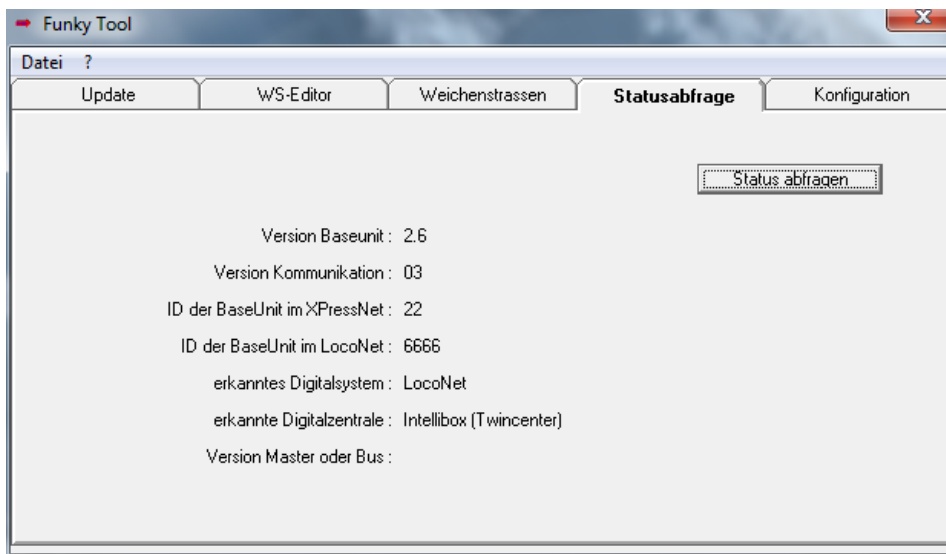 Funky Tool
Datei ?
Update WS-Editor Weichenstrassen Statusabfrage Konfiguration
Status abfragen
Version Baseunit : 2.6
Version Kommunikation : 03
ID der BaseUnit im XPressNet : 22
ID der BaseUnit im LocoNet : 6666
erkanntes Digitalsystem : LocoNet
erkannte Digitalzentrale : Intellibox (Twincenter)
Version Master oder Bus :